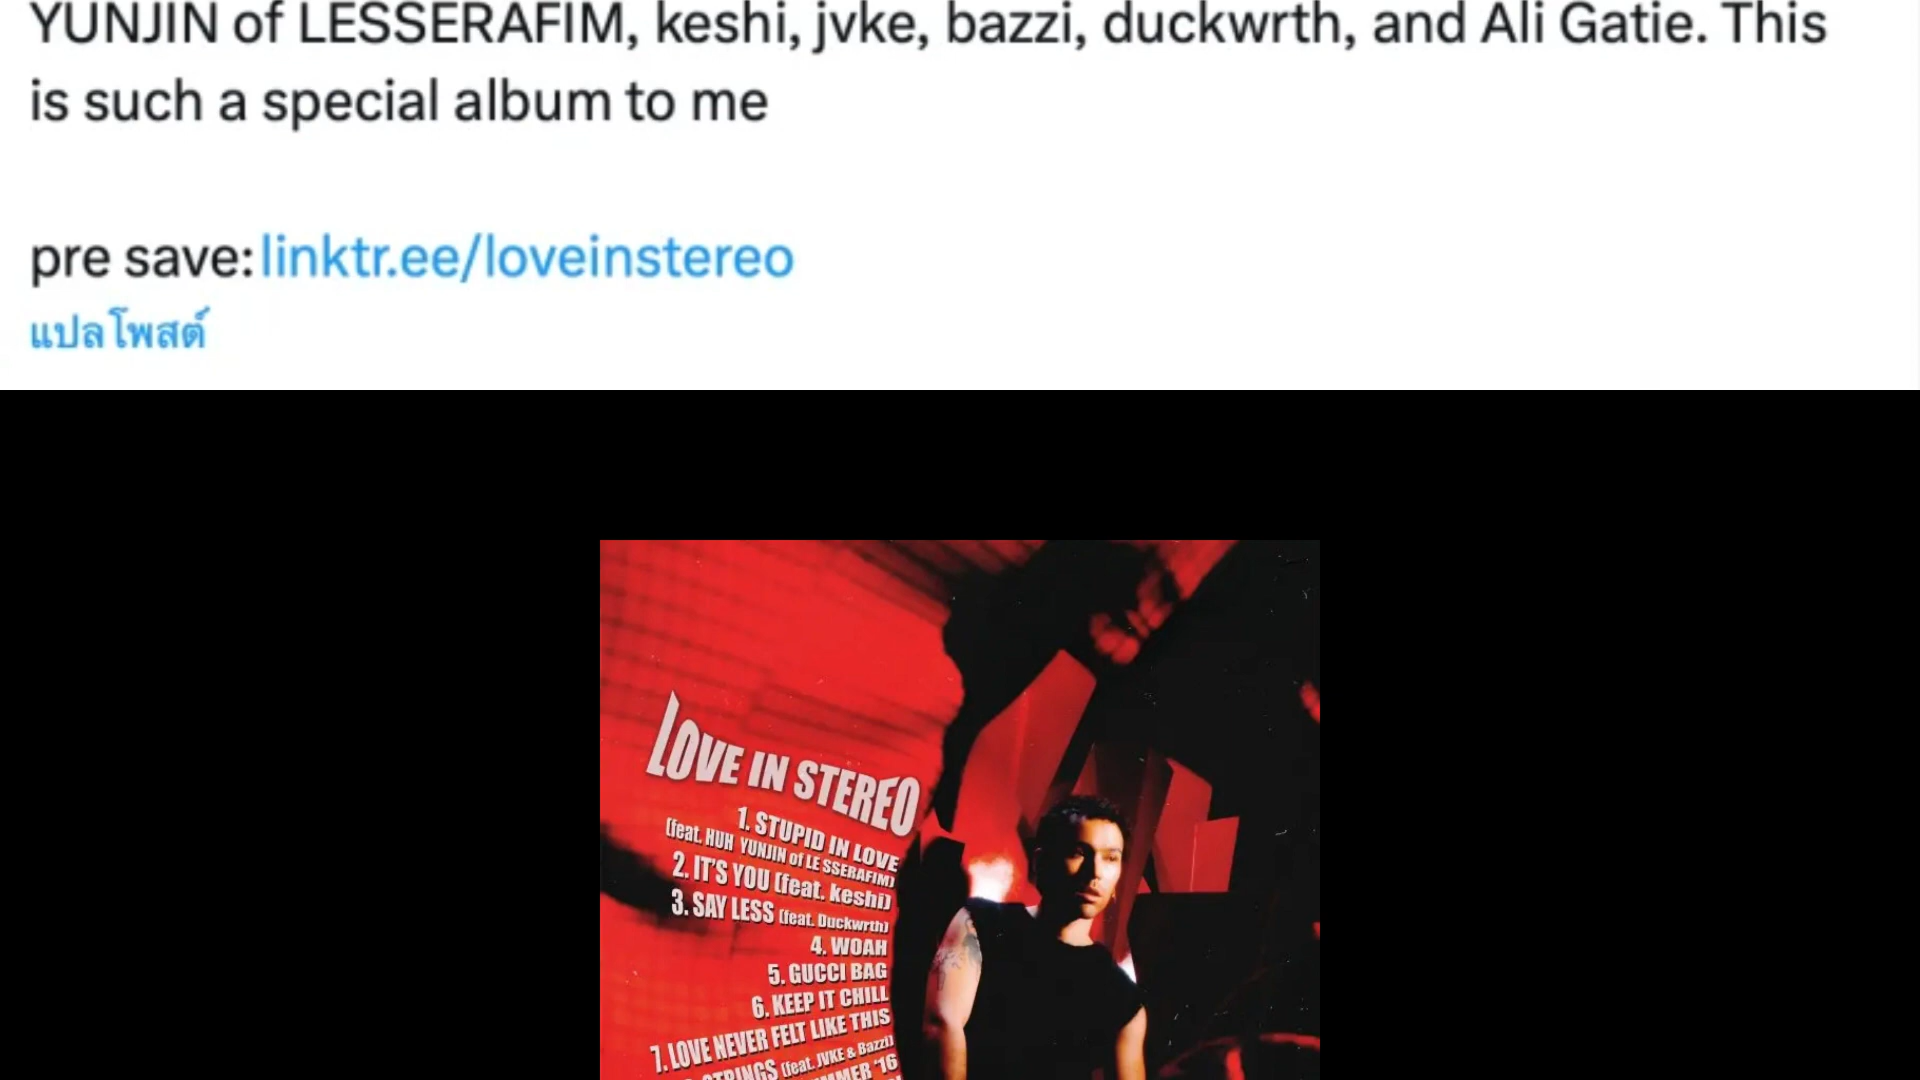 YUNJIN of LESSERAFIM, keshi, jvke, bazzi, duckwrth, and Ali Gatie. This
is such a special album to me
pre save: linktr.ee/loveinstereo
แปลโพสต์
LOVE IN STEREO
1. STUPID IN LOVE
(feat. HUH YUNJIN of LE SSERAFIM)
2. IT'S YOU (feat. keshi)
3. SAY LESS (feat. Duckwrth)
4. WOAH
5. GUCCI BAG
6. KEEP IT CHILL
7. LOVE NEVER FELT LIKE THIS
STRINGS (feat. JVKE & Bazzi)
'16